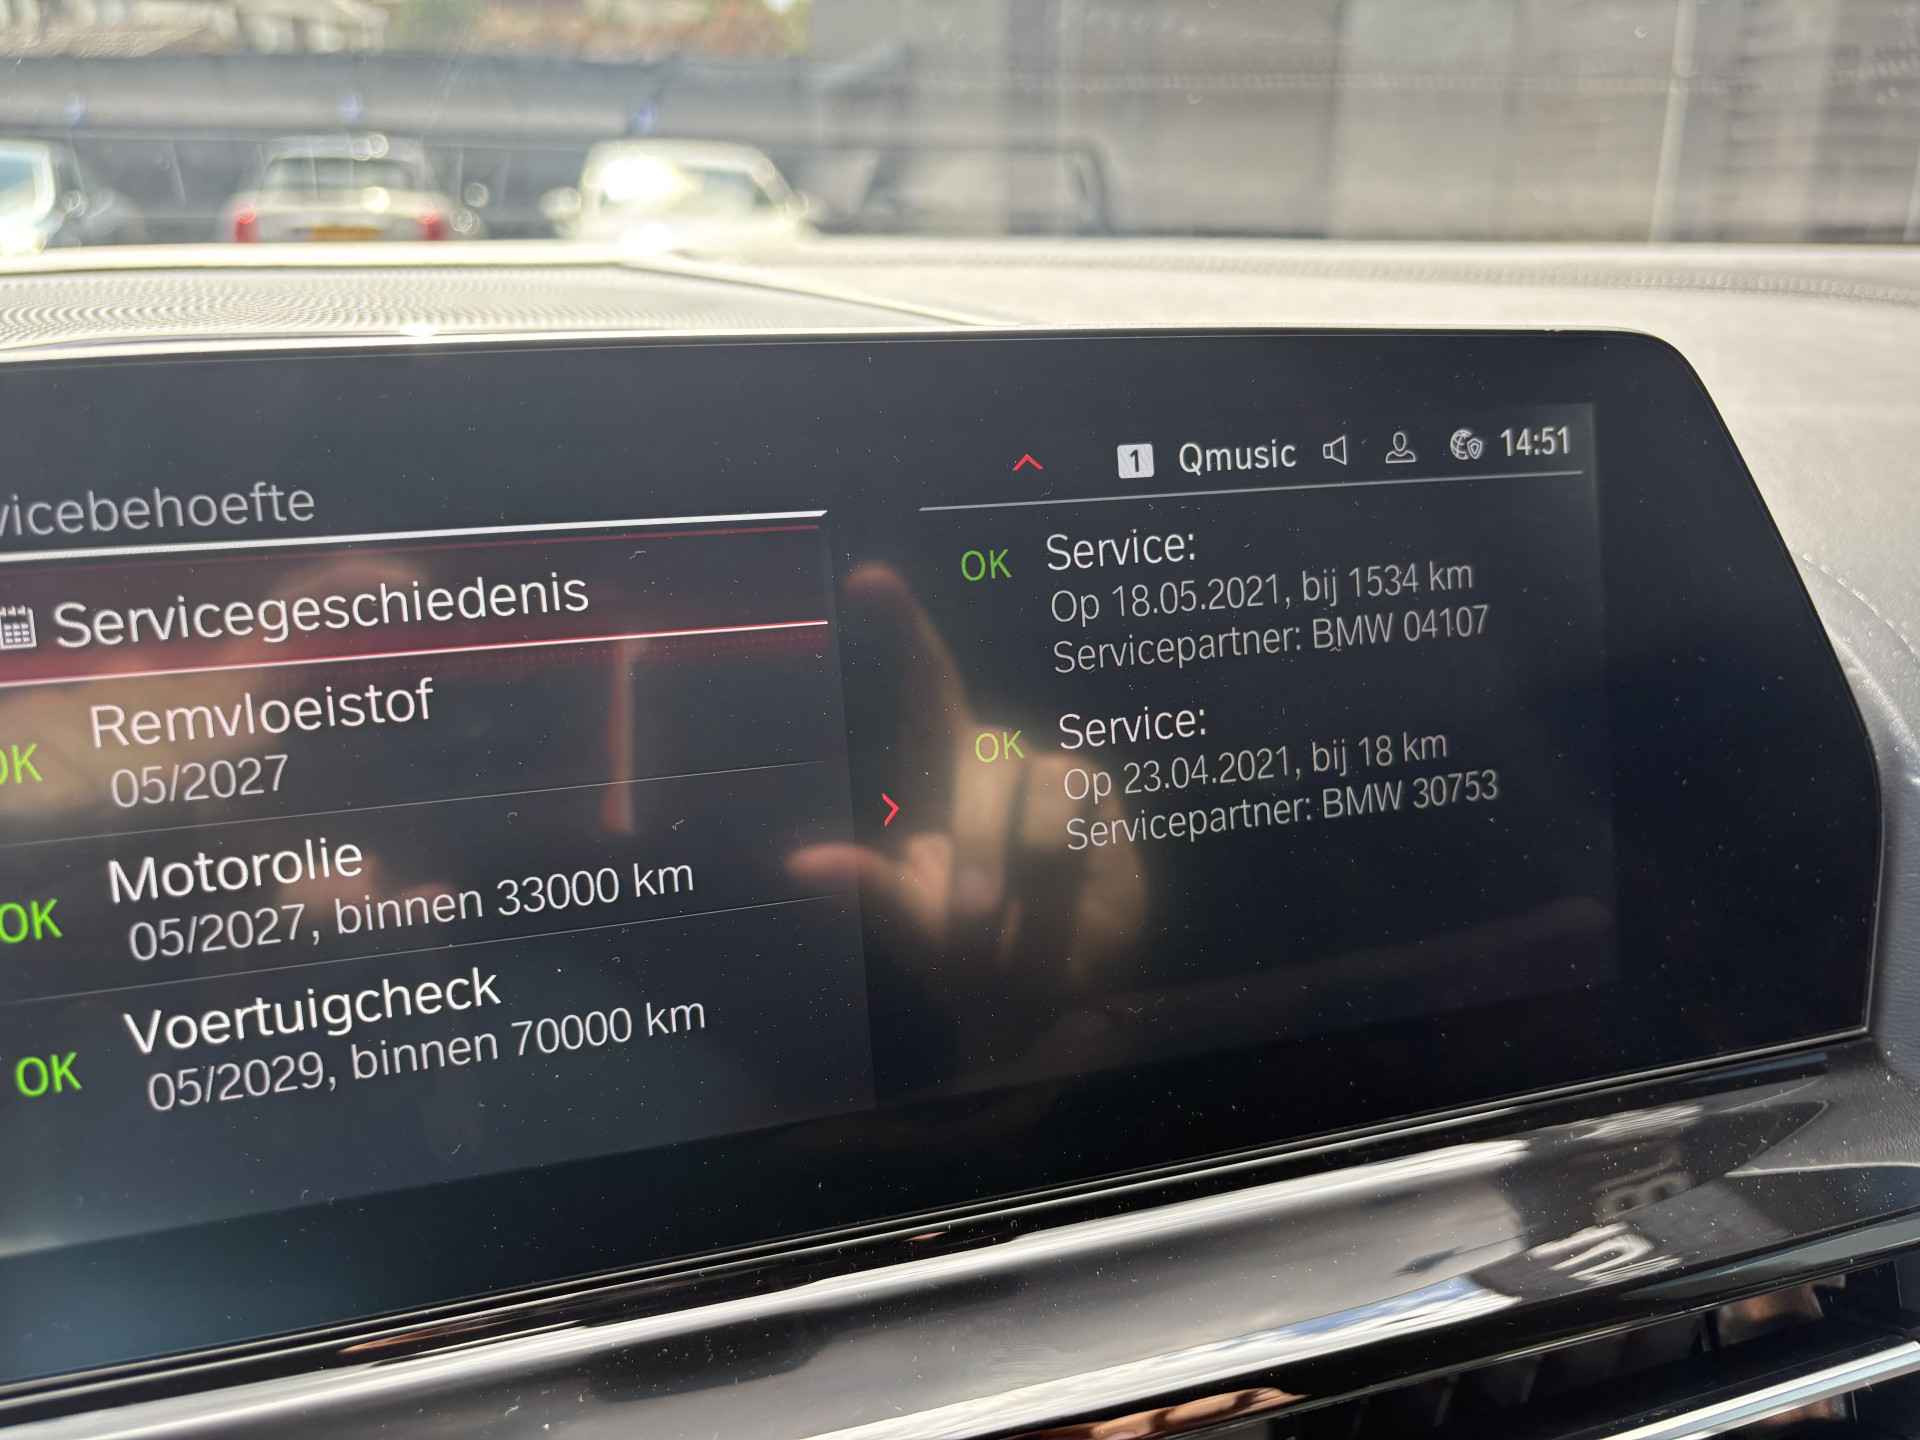 1 Qmusic 14:51
vicebehoefte
Servicegeschiedenis
OK Remvloeistof
05/2027
OK Motorolie
05/2027, binnen 33000 km
OK Voertuigcheck
05/2029, binnen 70000 km
OK Service:
Op 18.05.2021, bij 1534 km
Servicepartner: BMW 04107
OK Service:
Op 23.04.2021, bij 18 km
Servicepartner: BMW 30753